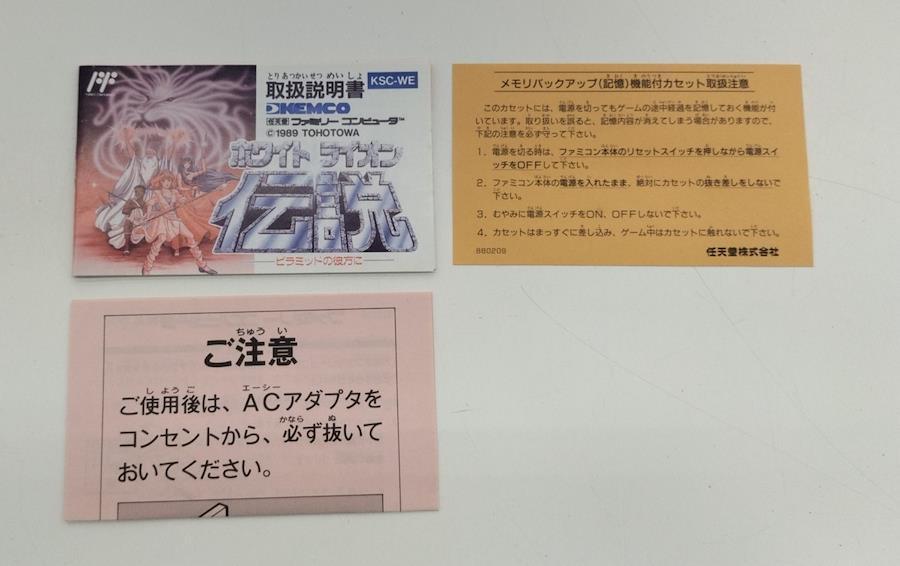 とりあつかいせつめいしょ
取扱説明書
KSC-WE
KEMCO
任天堂 ファミリー コンピュータ™
©1989 TOHOTOWA
ホワイト ライオン
伝説
ピラミッドの彼方に
メモリバックアップ(記憶)機能付カセット取扱注意
このカセットには、電源を切ってもゲームの途中経過を記憶しておく機能が付
いています。取り扱いを誤ると、記憶内容が消えてしまう場合がありますので、
下記の注意を必ず守って下さい。
1. 電源を切る時は、ファミコン本体のリセットスイッチを押しながら電源スイ
ッチをOFFして下さい。
2. ファミコン本体の電源を入れたまま、絶対にカセットの抜き差しをしないで
下さい。
3. むやみに電源スイッチをON、OFFしないで下さい。
4. カセットはまっすぐに差し込み、ゲーム中はカセットに触れないで下さい。
880209
任天堂株式会社
ちゅう い
ご注意
しようご エーシー
ご使用後は、ACアダプタを
かなら ぬ
コンセントから、必ず抜いて
おいてください。